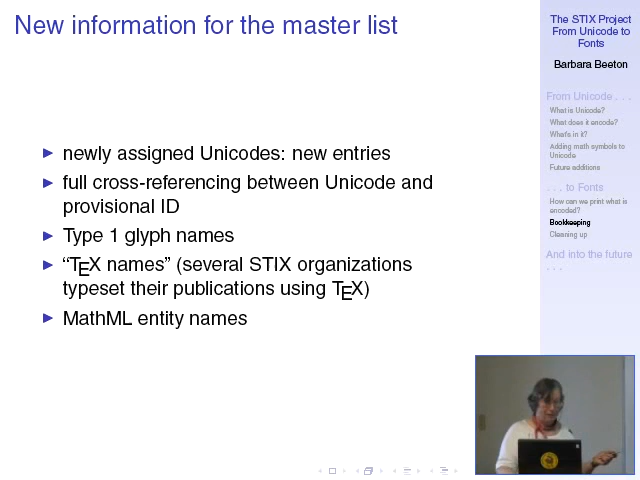 New information for the master list
newly assigned Unicodes: new entries
full cross-referencing between Unicode and
provisional ID
Type 1 glyph names
“TEX names” (several STIX organizations
typeset their publications using TEX)
MathML entity names
The STIX Project
From Unicode to
Fonts
Barbara Beeton
From Unicode . . .
What is Unicode?
What does it encode?
What's in it?
Adding math symbols to
Unicode
Future additions
. . . to Fonts
How can we print what is
encoded?
Bookkeeping
Cleaning up
And into the future
. . .